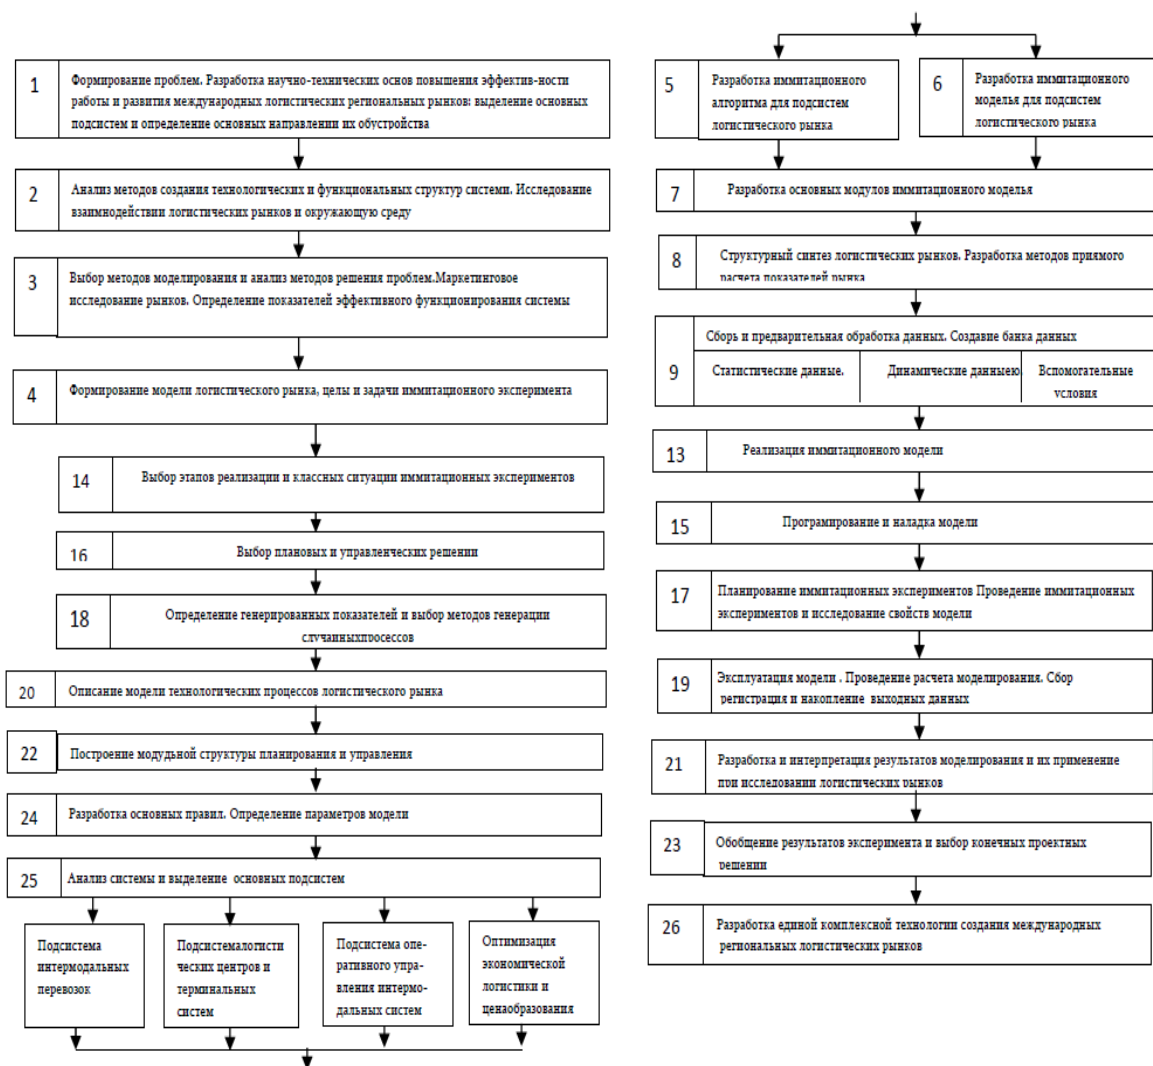 1
Формирование проблем. Разработка научно-технических основ повышения эффектив-ности
работы и развития международных логистических региональных рынков: выделение основных
подсистем и определение основных направлении их обустройства
2
Анализ методов создания технологических и функциональных структур системи. Исследование
взаимнодействии логистических рынков и окружающую среду
3
Выбор методов моделирования и анализ методов решения проблем.Маркетинговое
исследование рынков. Определение показателей эффективного функционирования системы
4
Формирование модели логистического рынка, целы и задачи иммитационного эксперимента
14
Выбор этапов реализации и классных ситуации иммитационных экспериментов
16
Выбор плановых и управленческих решении
18
Определение генерированных показателей и выбор методов генерации
случаиныхпроцессов
20
Описание модели технологических процессов логистического рынка
22
Построение модудьной структуры планирования и управления
24
Разработка основных правил. Определение параметров модели
25
Анализ системы и выделение основных подсистем
Подсистема
интермодальных
перевозок
Подсистемалогисти
ческих центров и
терминальных
систем
Подсистема опе-
ративного упра-
вления интермо-
дальных систем
Оптимизация
экономической
логистики и
ценаобразования
5
Разработка иммитационного
алгоритма для подсистем
логистического рынка
6
Разработка иммитационного
моделья для подсистем
логистического рынка
7
Разработка основных модулов иммитационного моделья
8
Структурный синтез логистических рынков. Разработка методов приямого
расчета показателей рынка
9
Сборь и предварительная обработка данных. Создавие банка данных
Статистические данные.
Динамические данныею.
Вспомогательные
условия
13
Реализация иммитационного модели
15
Програмирование и наладка модели
17
Планирование иммитационных экспериментов Проведение иммитационных
экспериментов и исследование свойств модели
19
Эксплуатация модели . Проведение расчета моделирования. Сбор
регистрация и накопление выходных данных
21
Разработка и интерпретация результатов моделирования и их применение
при исследовании логистических рынков
23
Обобщение результатов эксперимента и выбор конечных проектных
решении
26
Разработка единой комплексной технологии создания международных
региональных логистических рынков